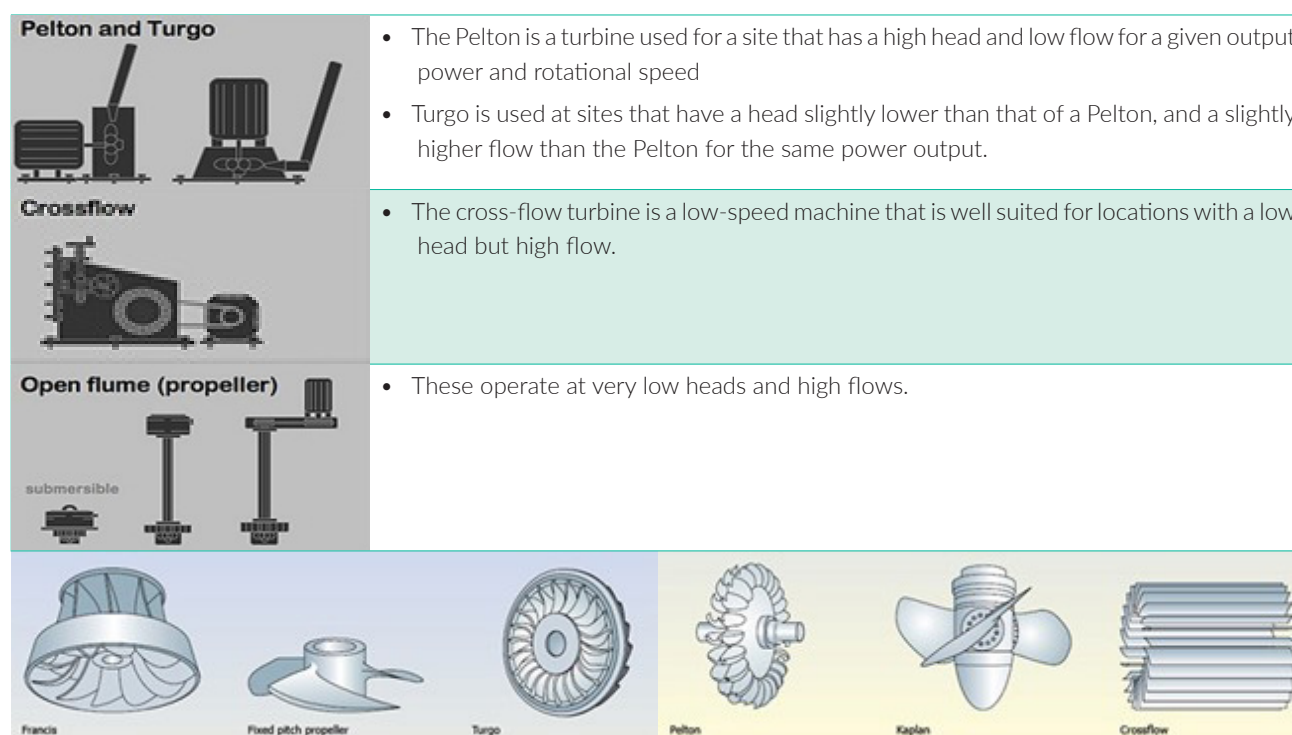 Pelton and Turgo
• The Pelton is a turbine used for a site that has a high head and low flow for a given output
power and rotational speed
• Turgo is used at sites that have a head slightly lower than that of a Pelton, and a slightly
higher flow than the Pelton for the same power output.
Crossflow
• The cross-flow turbine is a low-speed machine that is well suited for locations with a low
head but high flow.
Open flume (propeller)
• These operate at very low heads and high flows.
submersible
Francis
Fixed pitch propeller
Turgo
Pelton
Kaplan
Crossflow